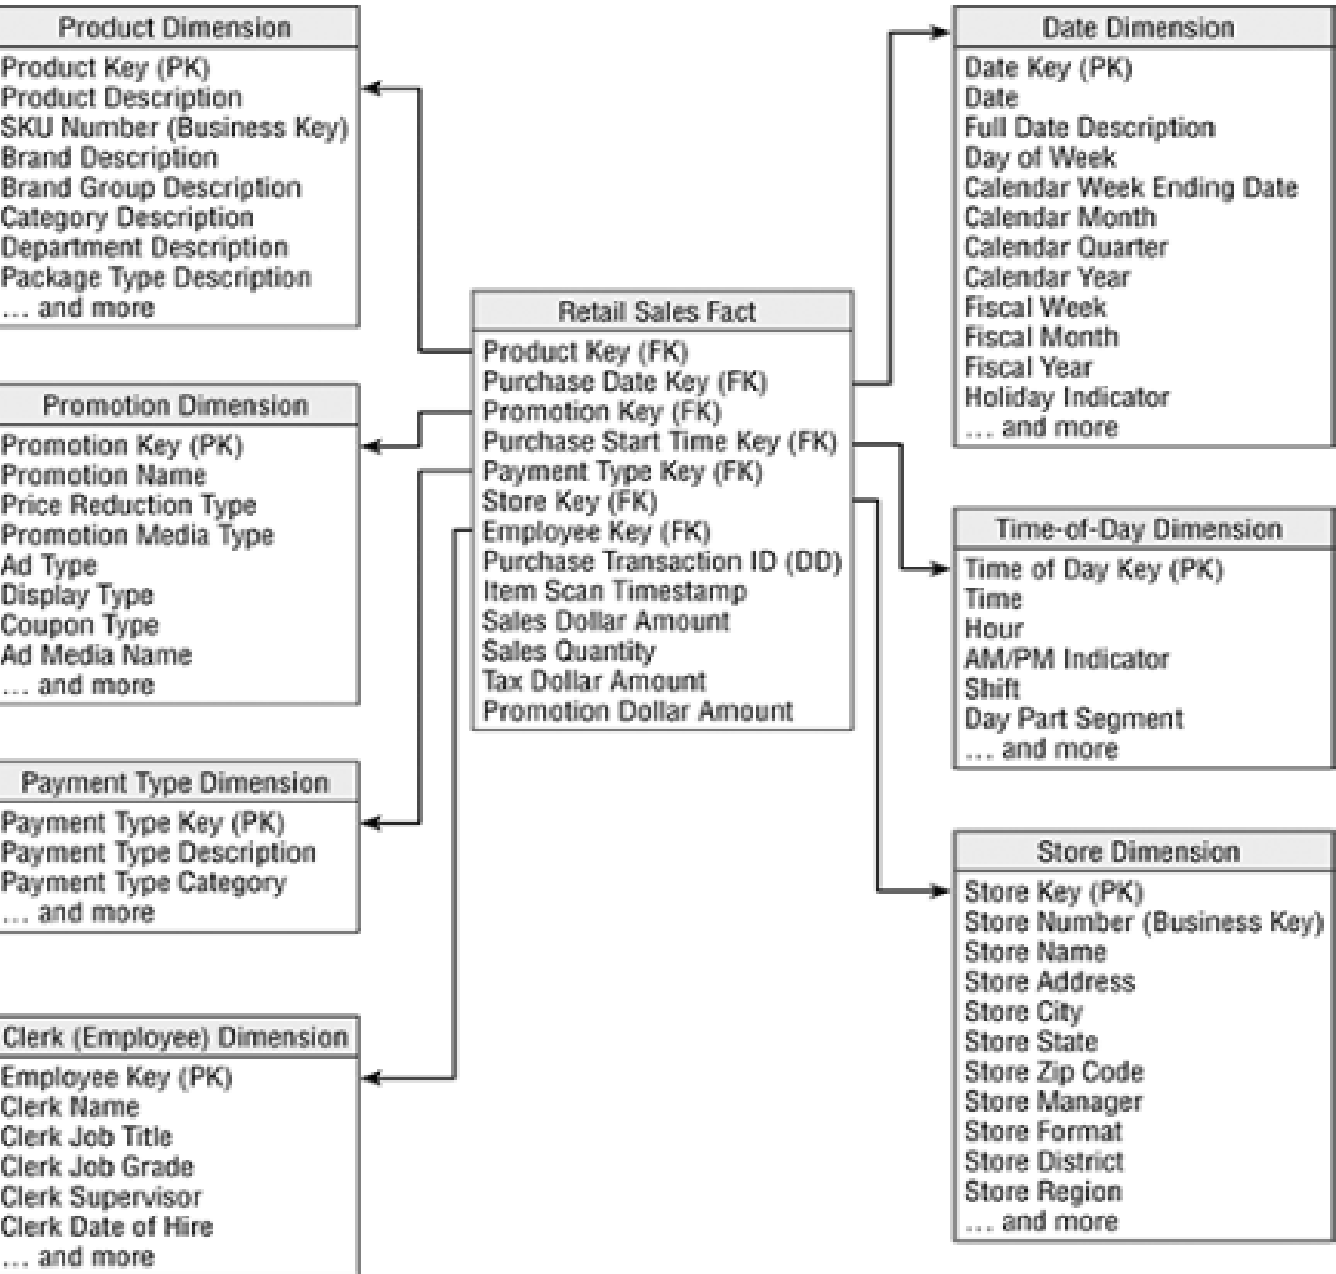 Product Dimension
Product Key (PK)
Product Description
SKU Number (Business Key)
Brand Description
Brand Group Description
Category Description
Department Description
Package Type Description
... and more
Promotion Dimension
Promotion Key (PK)
Promotion Name
Price Reduction Type
Promotion Media Type
Ad Type
Display Type
Coupon Type
Ad Media Name
... and more
Payment Type Dimension
Payment Type Key (PK)
Payment Type Description
Payment Type Category
... and more
Clerk (Employee) Dimension
Employee Key (PK)
Clerk Name
Clerk Job Title
Clerk Job Grade
Clerk Supervisor
Clerk Date of Hire
... and more
Retail Sales Fact
Product Key (FK)
Purchase Date Key (FK)
Promotion Key (FK)
Purchase Start Time Key (FK)
Payment Type Key (FK)
Store Key (FK)
Employee Key (FK)
Purchase Transaction ID (DD)
Item Scan Timestamp
Sales Dollar Amount
Sales Quantity
Tax Dollar Amount
Promotion Dollar Amount
Date Dimension
Date Key (PK)
Date
Full Date Description
Day of Week
Calendar Week Ending Date
Calendar Month
Calendar Quarter
Calendar Year
Fiscal Week
Fiscal Month
Fiscal Year
Holiday Indicator
... and more
Time-of-Day Dimension
Time of Day Key (PK)
Time
Hour
AM/PM Indicator
Shift
Day Part Segment
... and more
Store Dimension
Store Key (PK)
Store Number (Business Key)
Store Name
Store Address
Store City
Store State
Store Zip Code
Store Manager
Store Format
Store District
Store Region
... and more